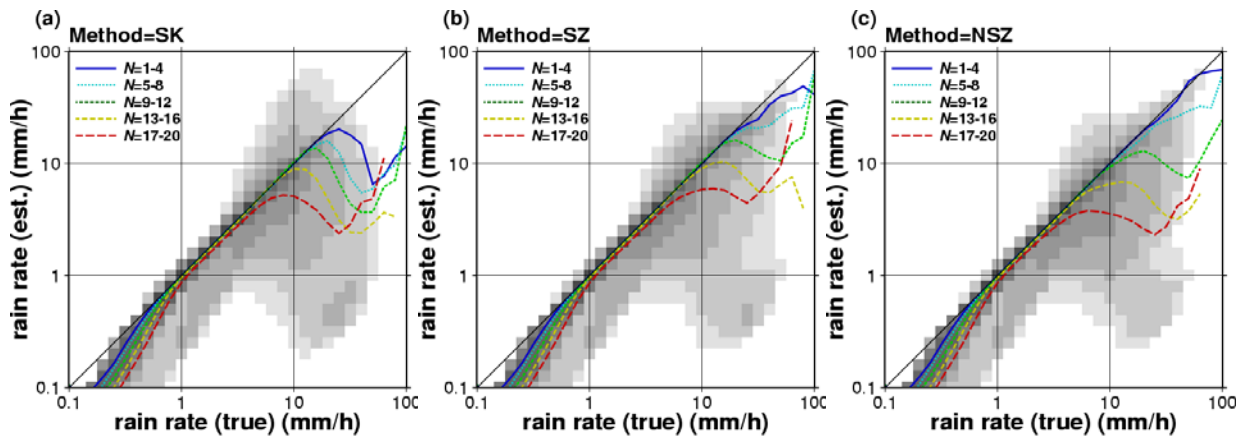 (a)
Method=SK
N=1-4
N=5-8
N=9-12
N=13-16
N=17-20
100
10
1
0.1
rain rate (est.) (mm/h)
0.1 1 10 100
rain rate (true) (mm/h)
(b)
Method=SZ
N=1-4
N=5-8
N=9-12
N=13-16
N=17-20
100
10
1
0.1
rain rate (est.) (mm/h)
0.1 1 10 100
rain rate (true) (mm/h)
(c)
Method=NSZ
N=1-4
N=5-8
N=9-12
N=13-16
N=17-20
100
10
1
0.1
rain rate (est.) (mm/h)
0.1 1 10 100
rain rate (true) (mm/h)